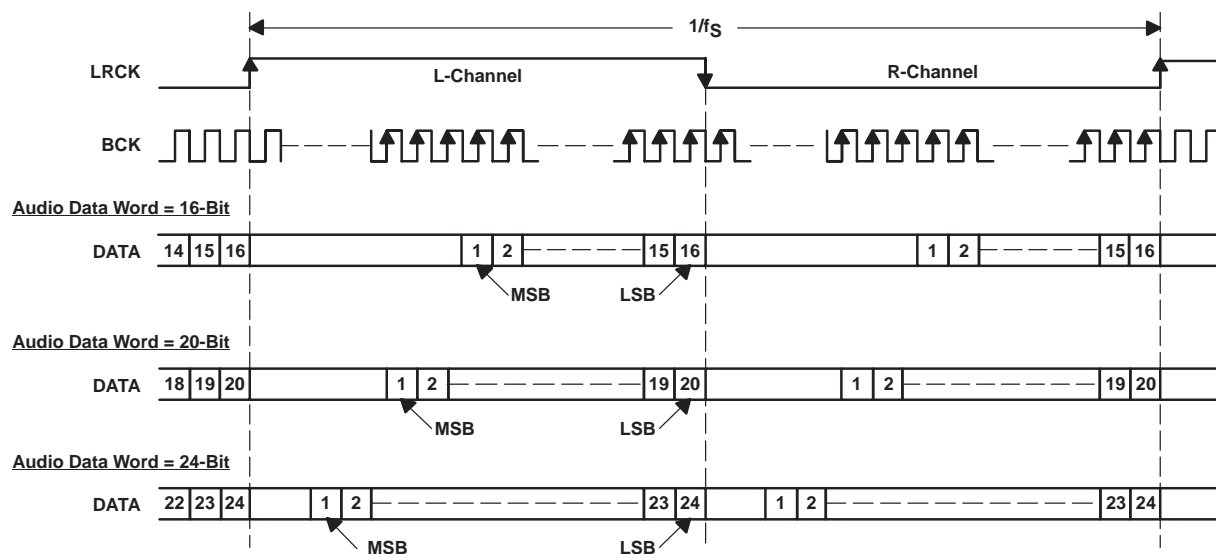 1/fS
LRCK L-Channel R-Channel
BCK
Audio Data Word = 16-Bit
DATA 14 15 16 1 2 15 16 1 2 15 16
MSB LSB
Audio Data Word = 20-Bit
DATA 18 19 20 1 2 19 20 1 2 19 20
MSB LSB
Audio Data Word = 24-Bit
DATA 22 23 24 1 2 23 24 1 2 23 24
MSB LSB